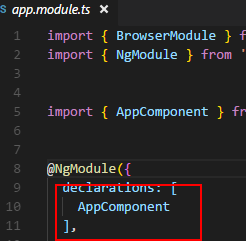 app.module.ts
1 import { BrowserModule } f
2 import { NgModule } from '
3
4
5 import { AppComponent } fr
6
7
8 @NgModule({
9 declarations: [
10 AppComponent
11 ],